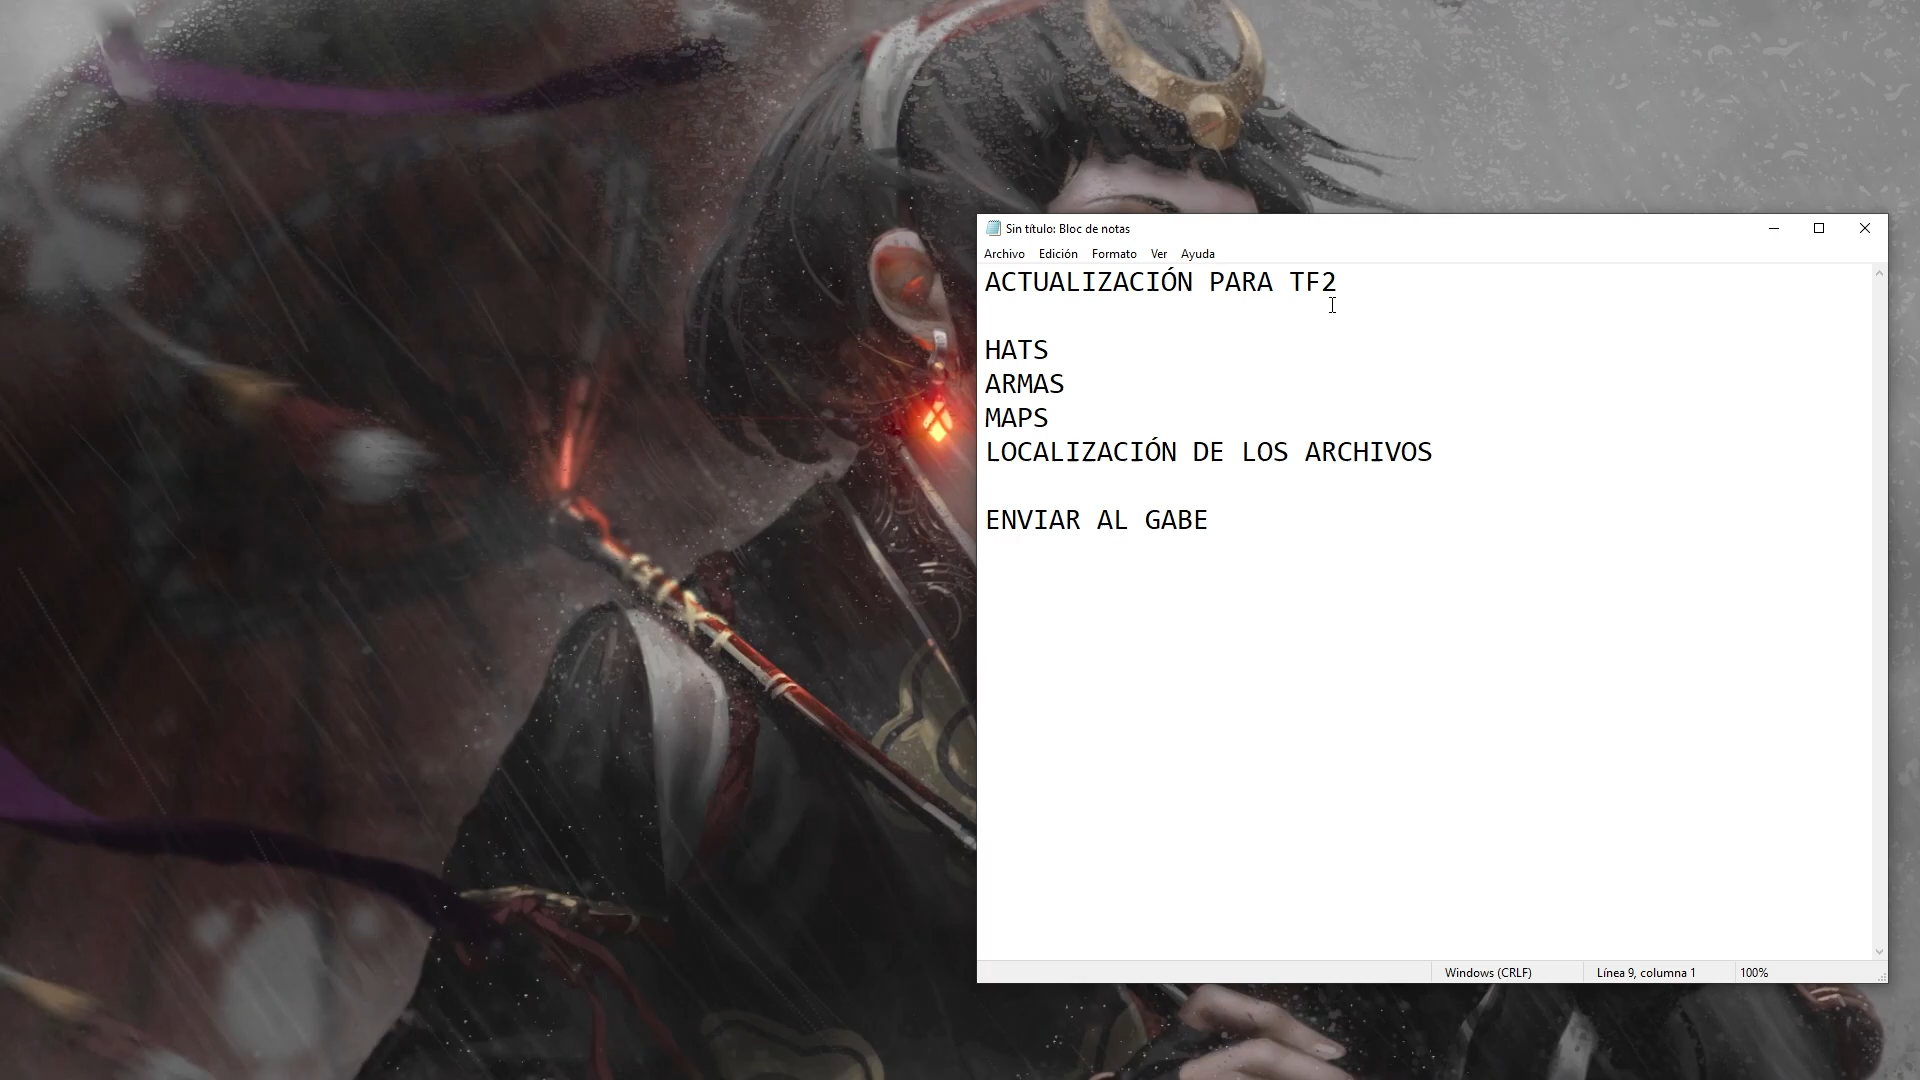 Sin título: Bloc de notas
Archivo Edición Formato Ver Ayuda
ACTUALIZACIÓN PARA TF2
HATS
ARMAS
MAPS
LOCALIZACIÓN DE LOS ARCHIVOS
ENVIAR AL GABE
Windows (CRLF) Línea 9, columna 1 100%